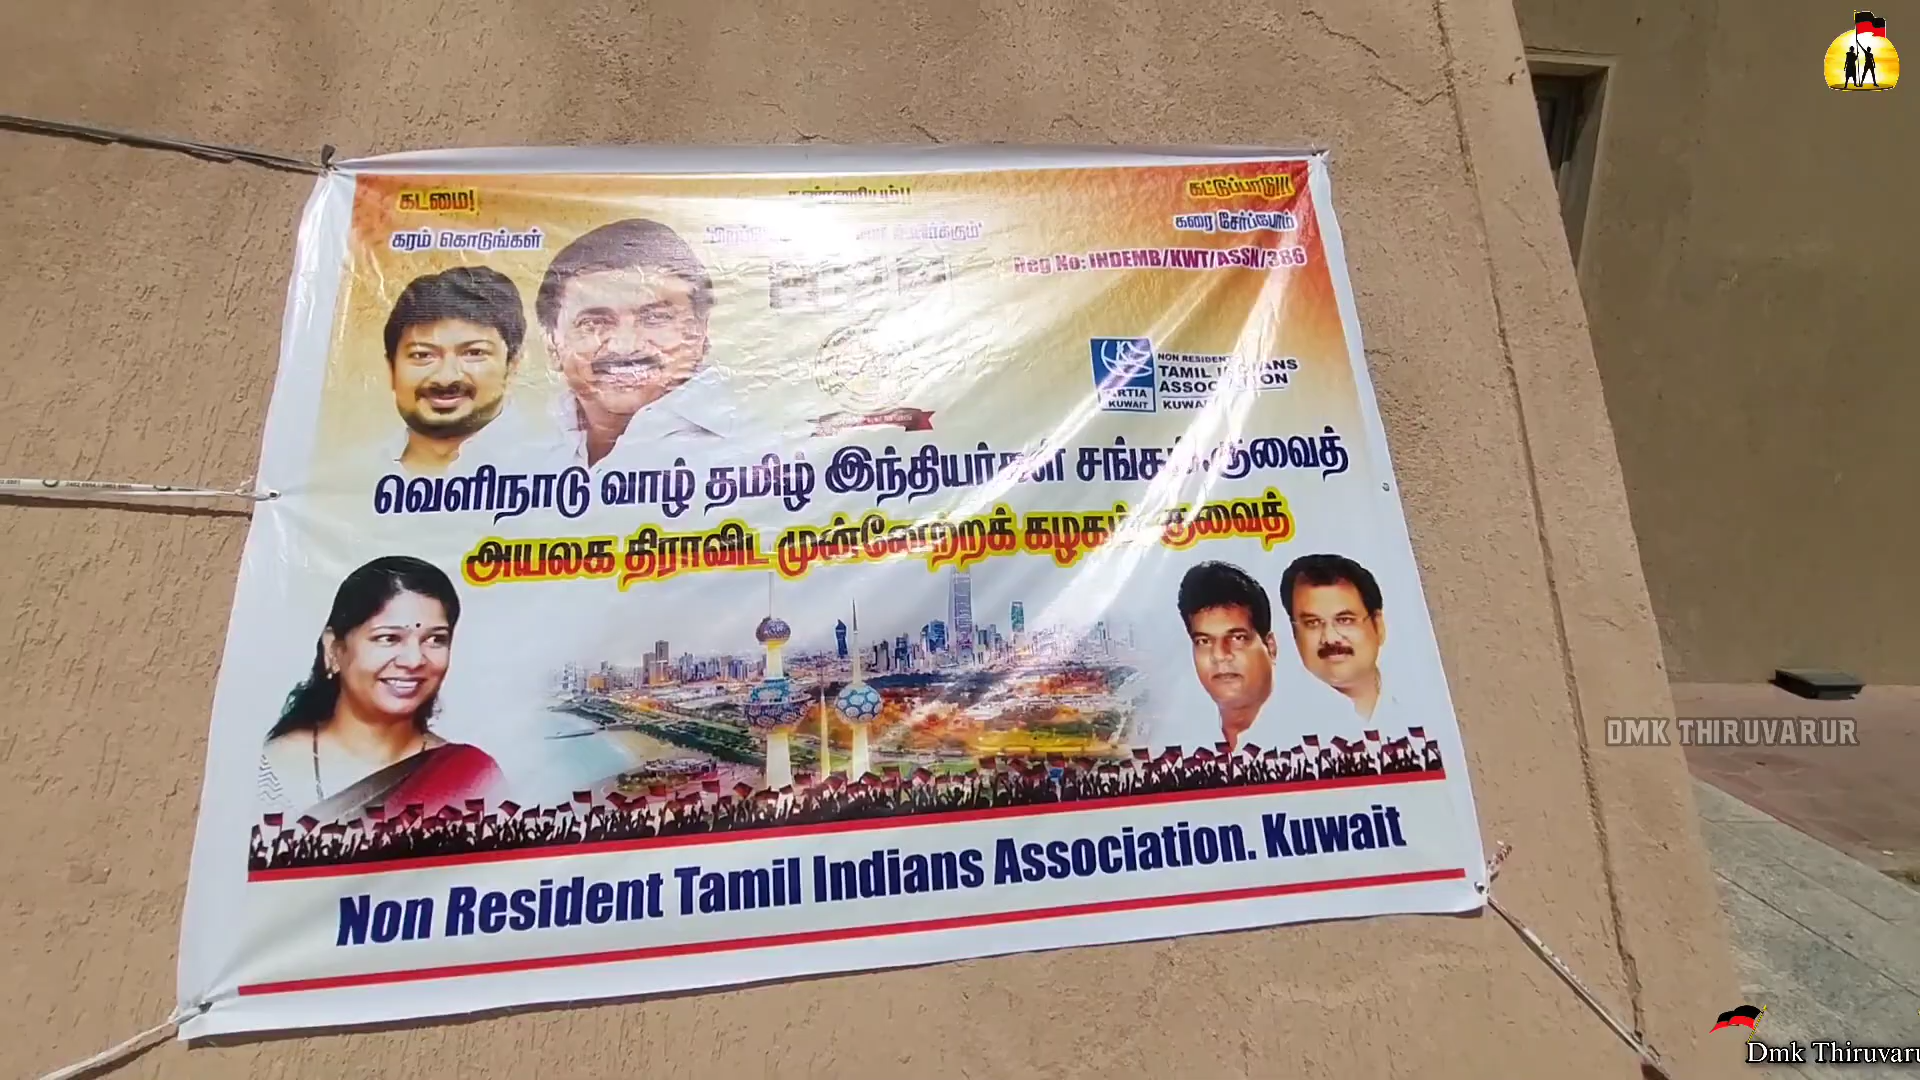 கடமை!
கட்டுப்பாடு!!!
கரம் கொடுங்கள்
கரை சேர்ப்போம்
Reg No: INDEMB/KWT/ASSN/386
NON RESIDENT
TAMIL INDIANS
ASSOCIATION
KUWAIT
வெளிநாடு வாழ் தமிழ் இந்தியர்கள் சங்கம்.குவைத்
அயலக திராவிட முன்னேற்றக் கழகம் குவைத்
DMK THIRUVARUR
Non Resident Tamil Indians Association. Kuwait
Dmk Thiruvaru